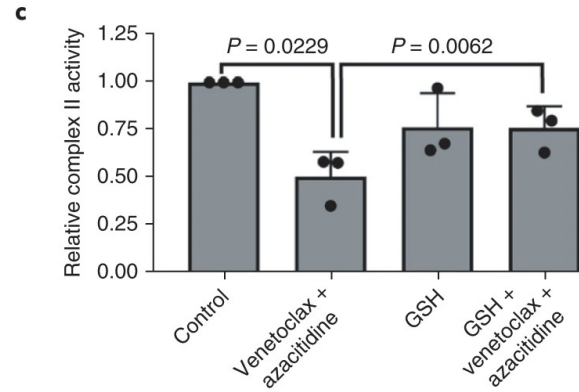 c
Relative complex II activity
1.25
1.00
0.75
0.50
0.25
0.00
P = 0.0229
P = 0.0062
Control
Venetoclax +
azacitidine
GSH
GSH +
venetoclax +
azacitidine